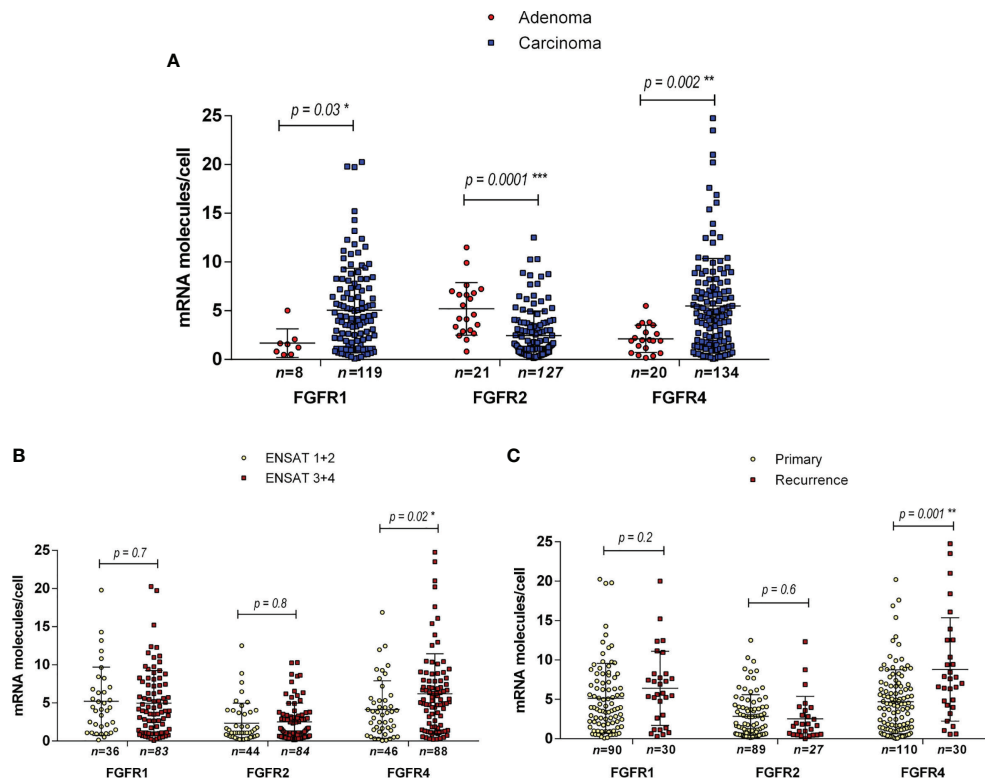 Adenoma
Carcinoma
A
p = 0.03 *
p = 0.0001 ***
p = 0.002 **
mRNA molecules/cell
25
20
15
10
5
0
n=8 n=119 n=21 n=127 n=20 n=134
FGFR1 FGFR2 FGFR4
B
ENSAT 1+2
ENSAT 3+4
p = 0.7
p = 0.8
p = 0.02 *
mRNA molecules/cell
25
20
15
10
5
0
n=36 n=83 n=44 n=84 n=46 n=88
FGFR1 FGFR2 FGFR4
C
Primary
Recurrence
p = 0.2
p = 0.6
p = 0.001 **
mRNA molecules/cell
25
20
15
10
5
0
n=90 n=30 n=89 n=27 n=110 n=30
FGFR1 FGFR2 FGFR4